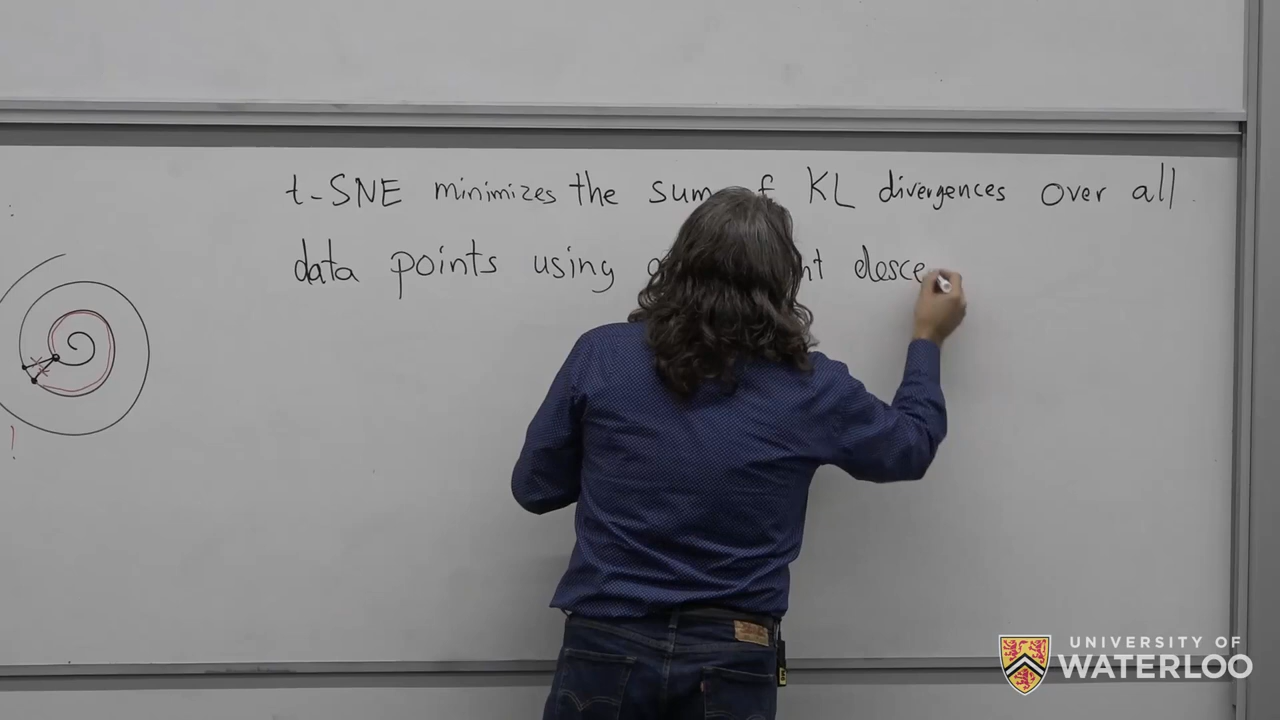 t-SNE minimizes the sum of KL divergences over all
data points using gradient desce
UNIVERSITY OF
WATERLOO